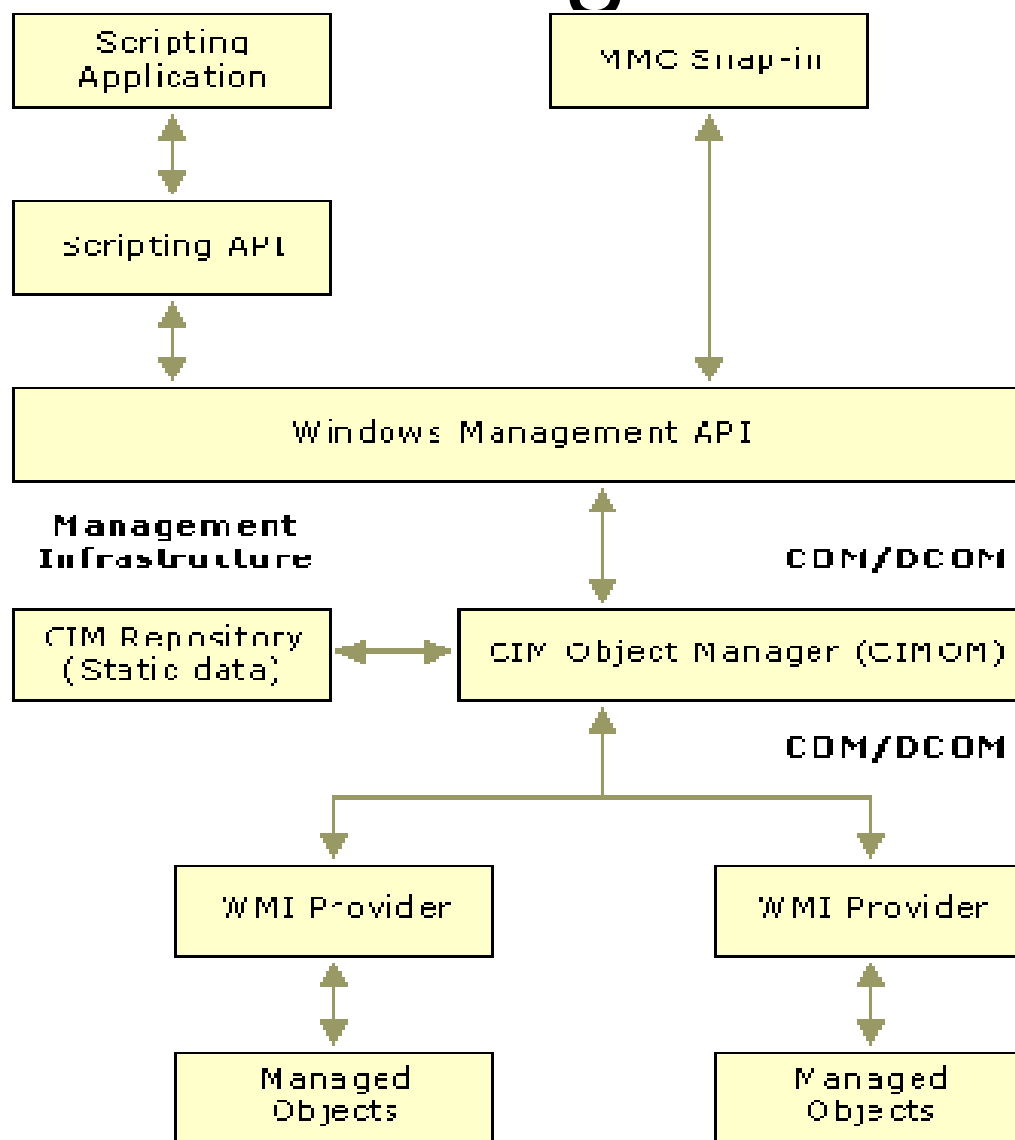 Scripting
Application
MMC Snap-in
Scripting API
Windows Management API
Management
Infrastructure
COM/DCOM
CIM Repository
(Static data)
CIM Object Manager (CIMOM)
COM/DCOM
WMI Provider
WMI Provider
Managed
Objects
Managed
Objects